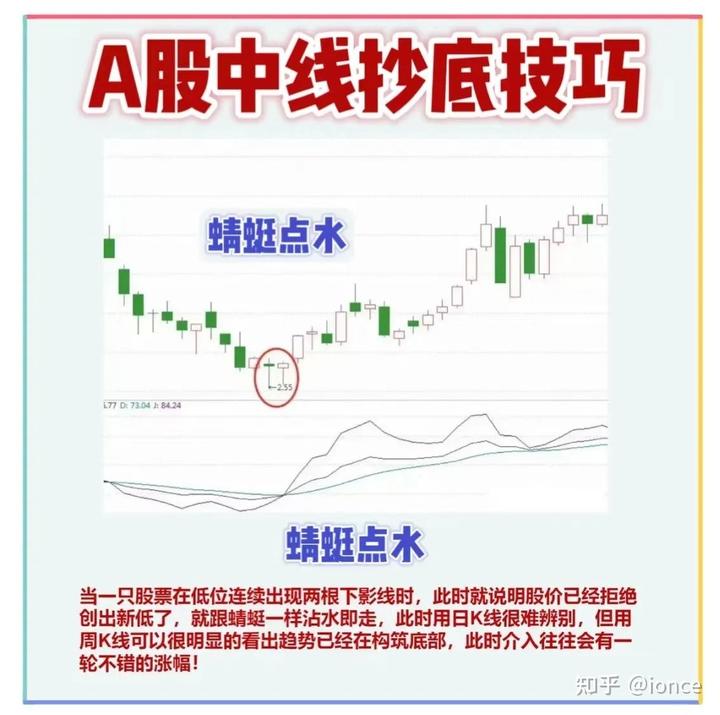 A股中线抄底技巧
蜻蜓点水
←2.55
.77 D: 73.04 J: 84.24
蜻蜓点水
当一只股票在低位连续出现两根下影线时，此时就说明股价已经拒绝
创出新低了，就跟蜻蜓一样沾水即走，此时用日K线很难辨别，但用
周K线可以很明显的看出趋势已经在构筑底部，此时介入往往会有一
轮不错的涨幅！
知乎 @ionce